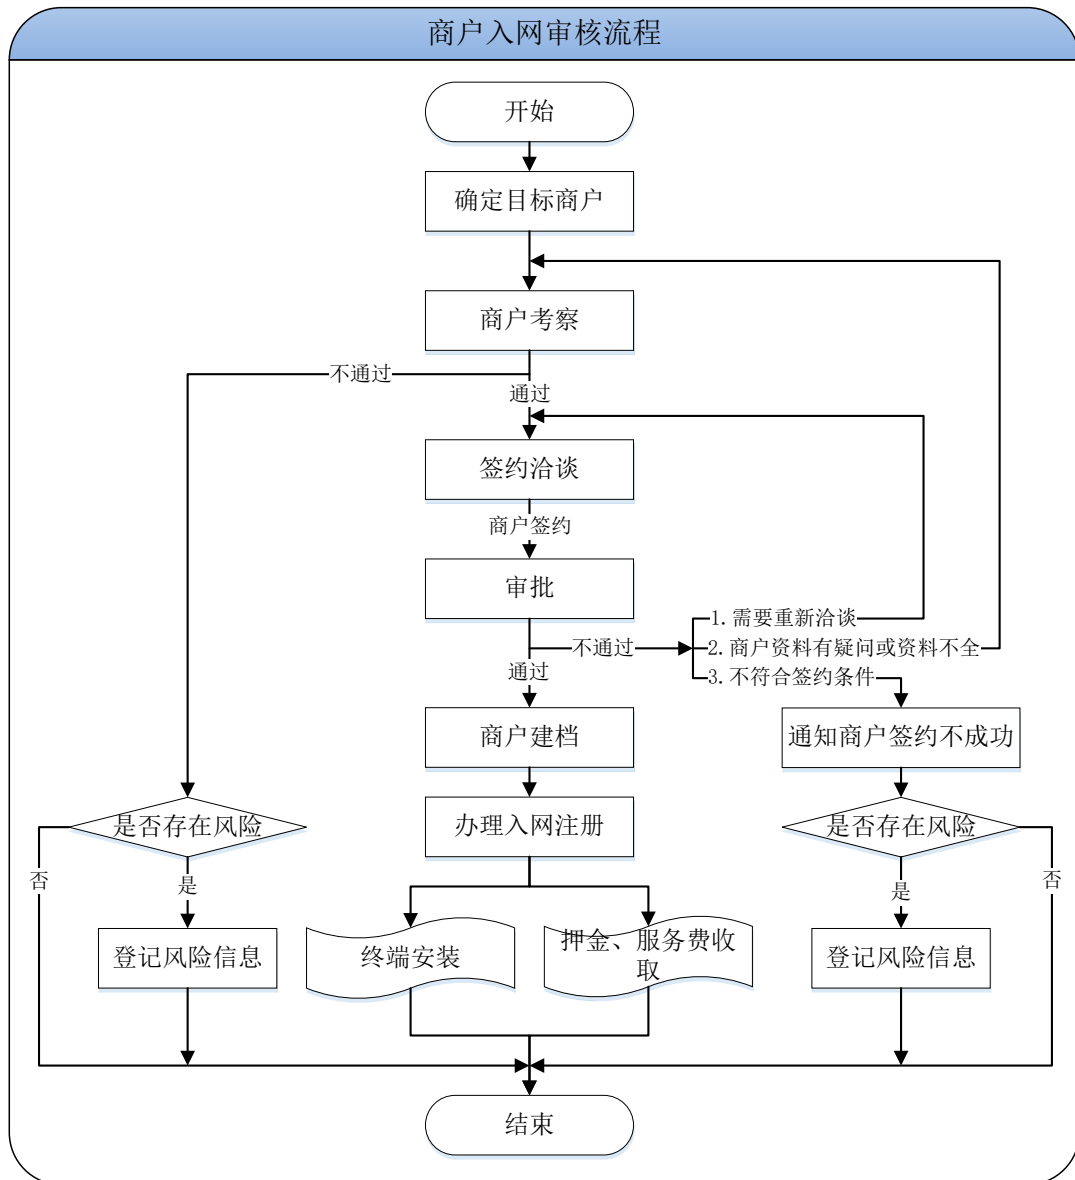 商户入网审核流程
开始
确定目标商户
商户考察
不通过
通过
签约洽谈
商户签约
审批
不通过
1.需要重新洽谈
2.商户资料有疑问或资料不全
3.不符合签约条件
通过
商户建档
通知商户签约不成功
是否存在风险
办理入网注册
是否存在风险
否
是
是
否
登记风险信息
终端安装
押金、服务费收
取
登记风险信息
结束